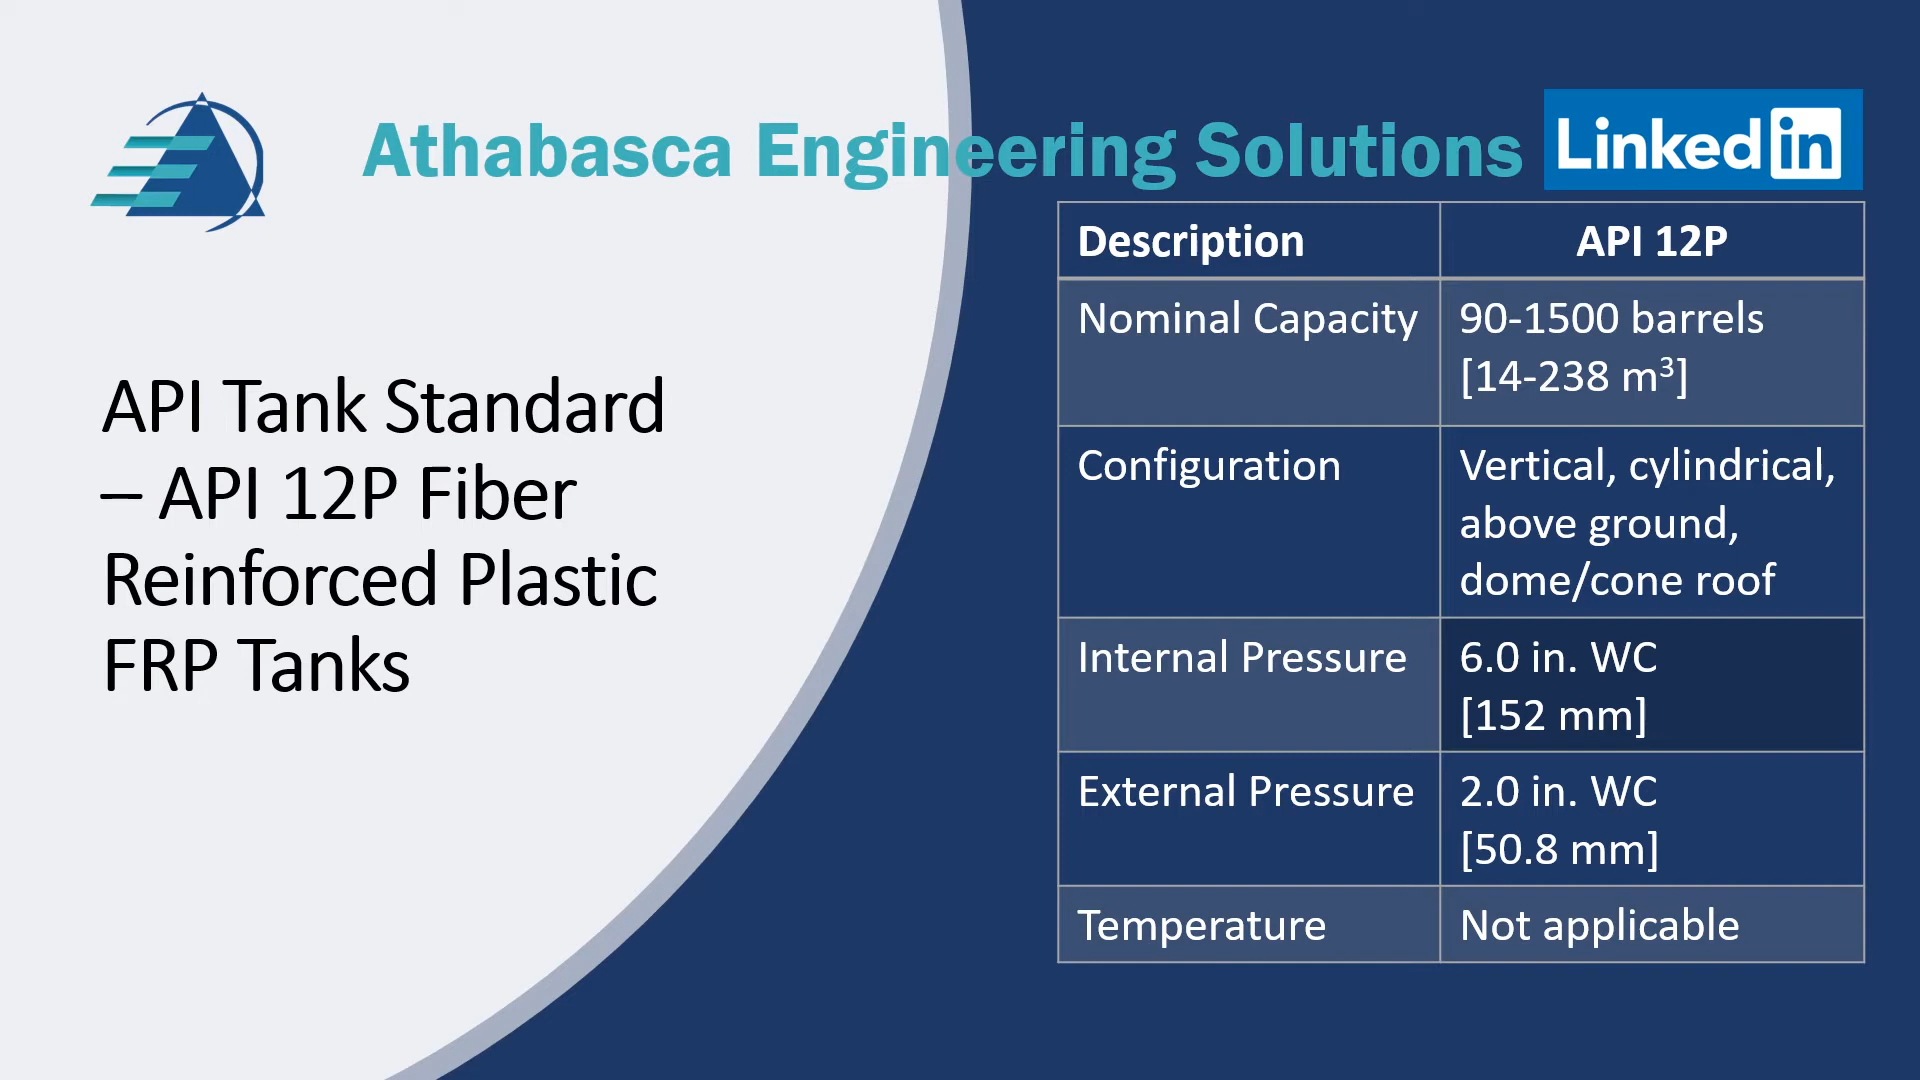 Athabasca Engineering Solutions
Linked in
API Tank Standard
– API 12P Fiber
Reinforced Plastic
FRP Tanks
Description API 12P
Nominal Capacity 90-1500 barrels
[14-238 m³]
Configuration Vertical, cylindrical,
above ground,
dome/cone roof
Internal Pressure 6.0 in. WC
[152 mm]
External Pressure 2.0 in. WC
[50.8 mm]
Temperature Not applicable